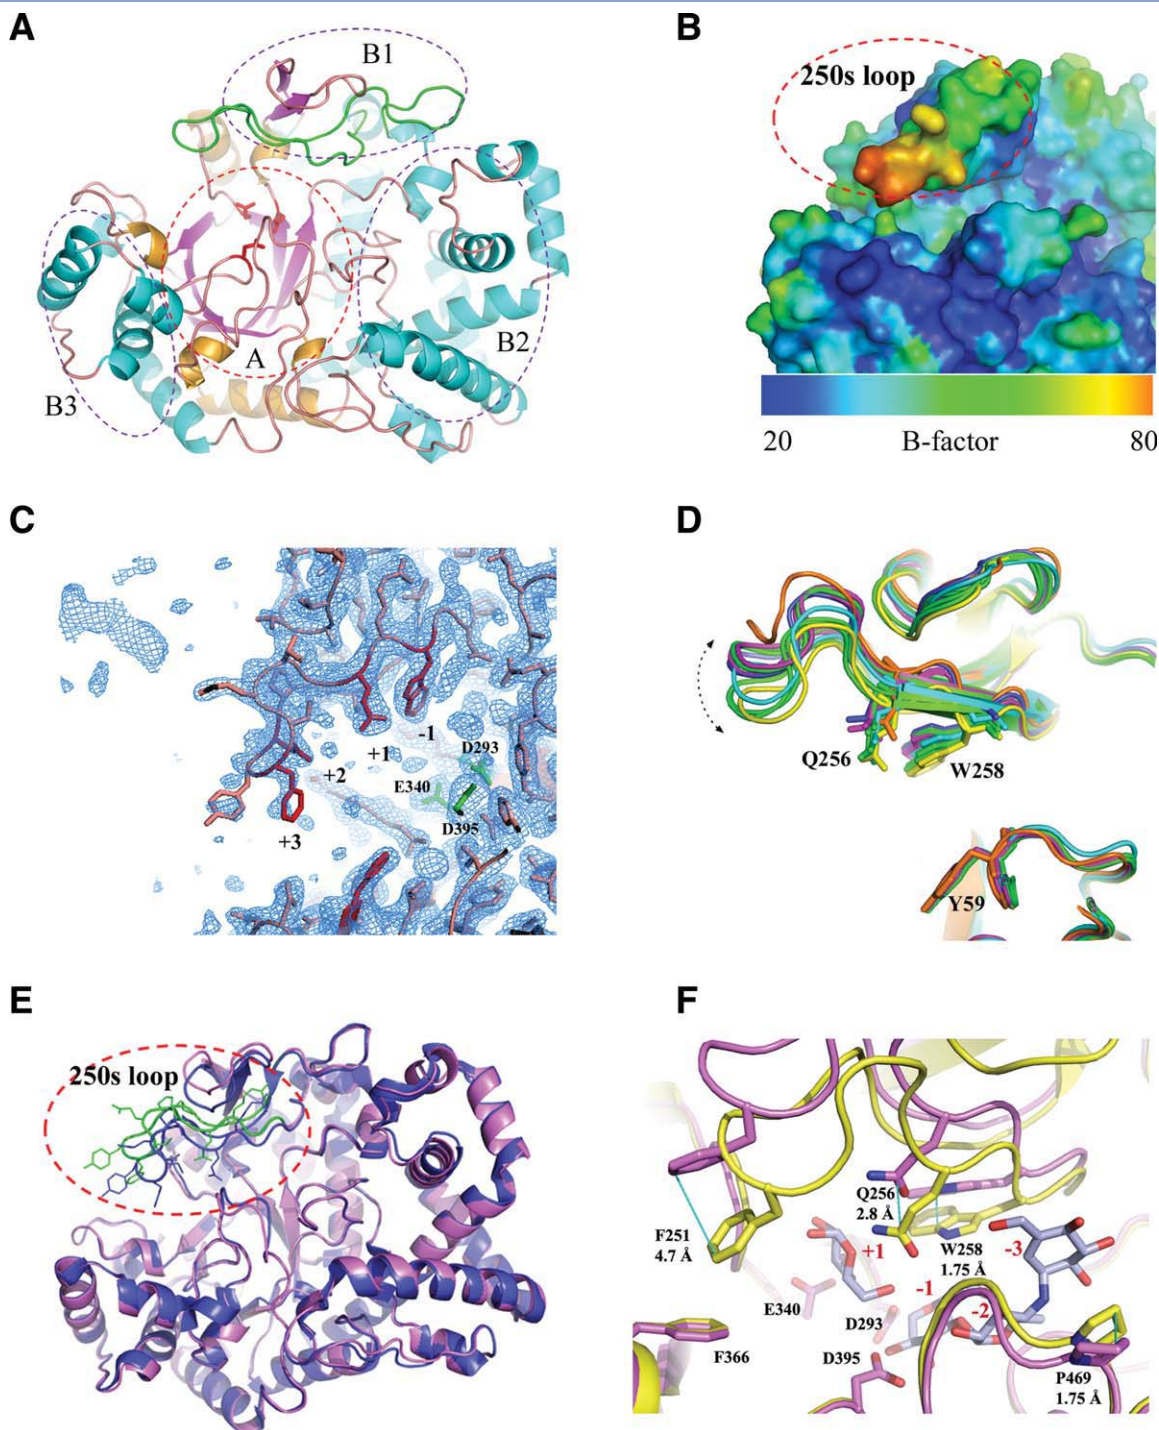 A
B1
A
B2
B3
B
250s loop
20
B-factor
80
C
-1
+1
D293
+2
E340
D395
+3
D
Q256
W258
Y59
E
250s loop
F
Q256
2.8 Å
F251
4.7 Å
+1
W258
1.75 Å
-3
-1
E340
D293
-2
F366
D395
P469
1.75 Å